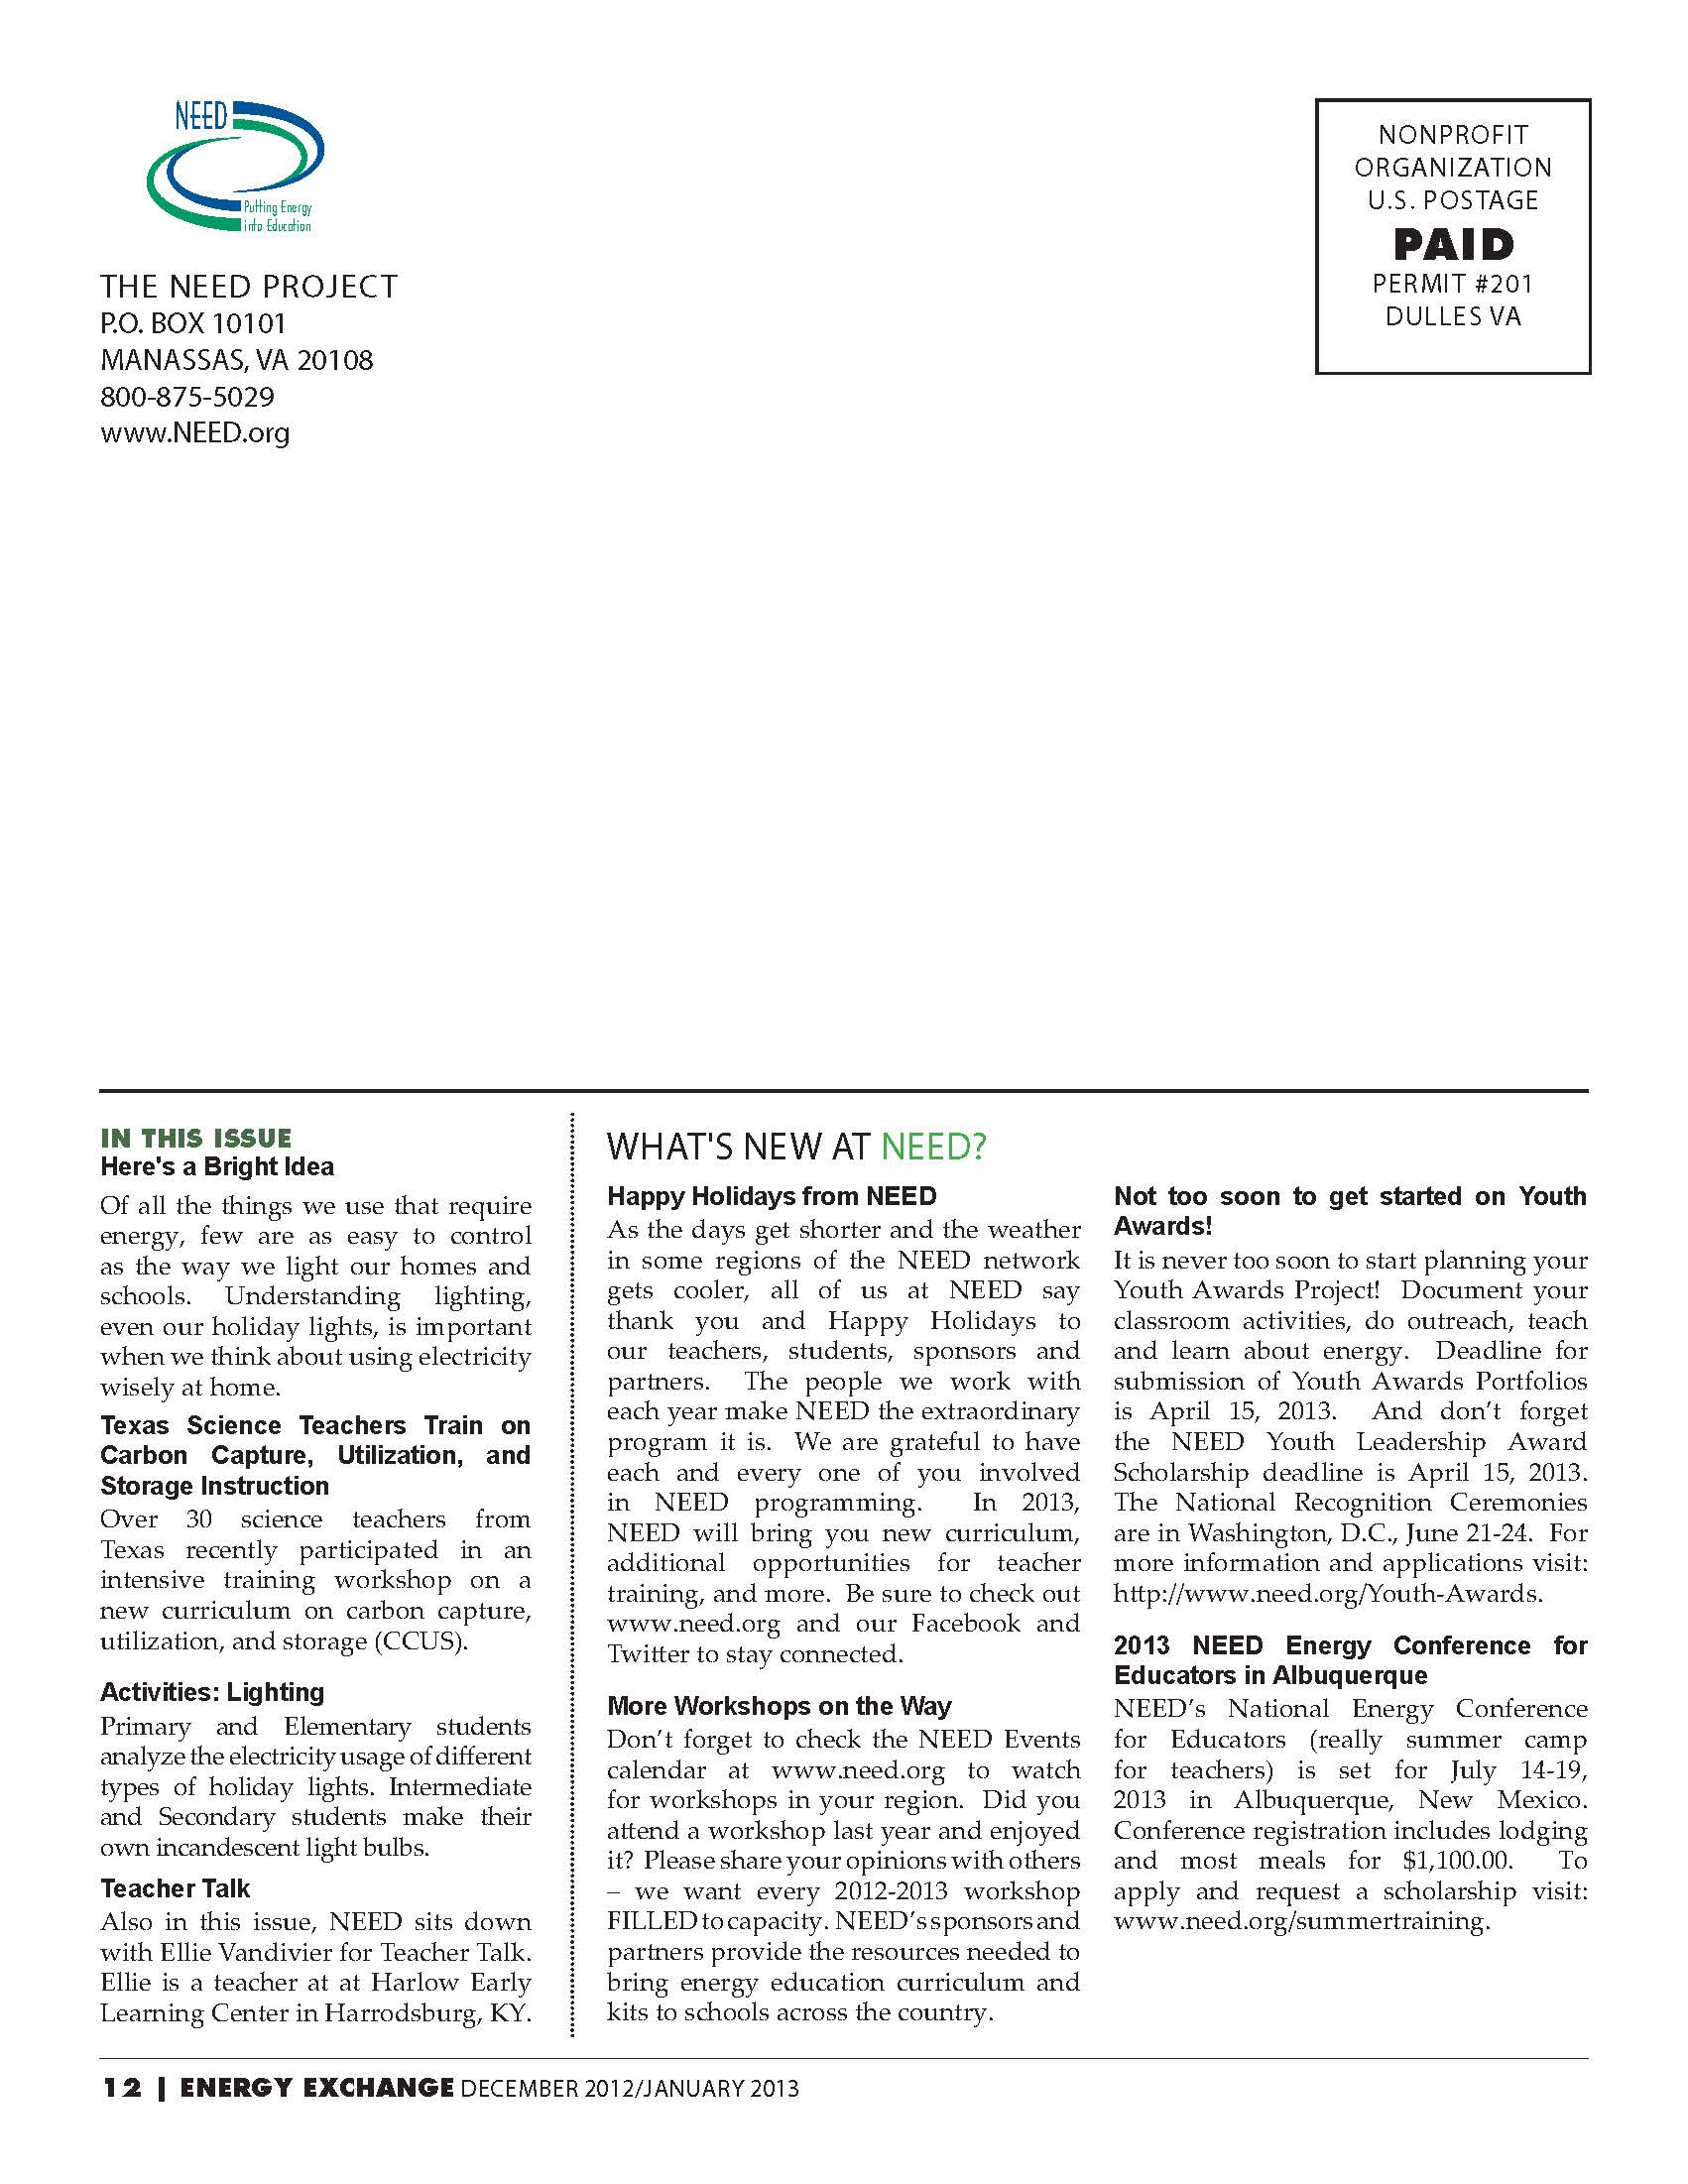 NEED
Putting Energy
into Education
THE NEED PROJECT
P.O. BOX 10101
MANASSAS, VA 20108
800-875-5029
www.NEED.org
NONPROFIT
ORGANIZATION
U.S. POSTAGE
PAID
PERMIT #201
DULLES VA
IN THIS ISSUE
Here's a Bright Idea
Of all the things we use that require
energy, few are as easy to control
as the way we light our homes and
schools. Understanding lighting,
even our holiday lights, is important
when we think about using electricity
wisely at home.
Texas Science Teachers Train on
Carbon Capture, Utilization, and
Storage Instruction
Over 30 science teachers from
Texas recently participated in an
intensive training workshop on a
new curriculum on carbon capture,
utilization, and storage (CCUS).
Activities: Lighting
Primary and Elementary students
analyze the electricity usage of different
types of holiday lights. Intermediate
and Secondary students make their
own incandescent light bulbs.
Teacher Talk
Also in this issue, NEED sits down
with Ellie Vandivier for Teacher Talk.
Ellie is a teacher at at Harlow Early
Learning Center in Harrodsburg, KY.
WHAT'S NEW AT NEED?
Happy Holidays from NEED
As the days get shorter and the weather
in some regions of the NEED network
gets cooler, all of us at NEED say
thank you and Happy Holidays to
our teachers, students, sponsors and
partners. The people we work with
each year make NEED the extraordinary
program it is. We are grateful to have
each and every one of you involved
in NEED programming. In 2013,
NEED will bring you new curriculum,
additional opportunities for teacher
training, and more. Be sure to check out
www.need.org and our Facebook and
Twitter to stay connected.
More Workshops on the Way
Don't forget to check the NEED Events
calendar at www.need.org to watch
for workshops in your region. Did you
attend a workshop last year and enjoyed
it? Please share your opinions with others
– we want every 2012-2013 workshop
FILLED to capacity. NEED's sponsors and
partners provide the resources needed to
bring energy education curriculum and
kits to schools across the country.
Not too soon to get started on Youth
Awards!
It is never too soon to start planning your
Youth Awards Project! Document your
classroom activities, do outreach, teach
and learn about energy. Deadline for
submission of Youth Awards Portfolios
is April 15, 2013. And don't forget
the NEED Youth Leadership Award
Scholarship deadline is April 15, 2013.
The National Recognition Ceremonies
are in Washington, D.C., June 21-24. For
more information and applications visit:
http://www.need.org/Youth-Awards.
2013 NEED Energy Conference for
Educators in Albuquerque
NEED's National Energy Conference
for Educators (really summer camp
for teachers) is set for July 14-19,
2013 in Albuquerque, New Mexico.
Conference registration includes lodging
and most meals for $1,100.00. To
apply and request a scholarship visit:
www.need.org/summertraining.
12 | ENERGY EXCHANGE DECEMBER 2012/JANUARY 2013